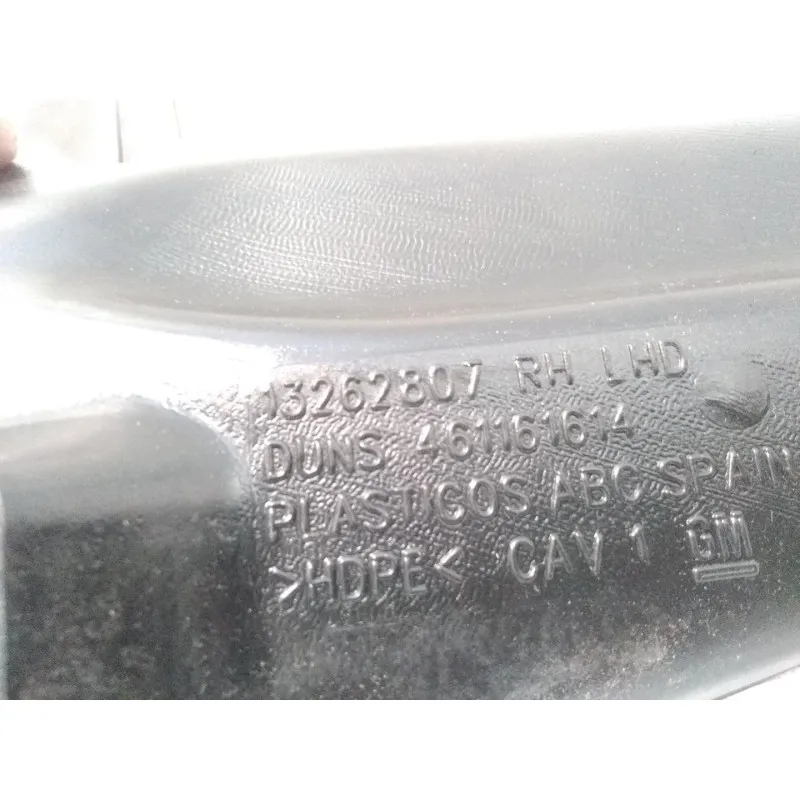 13262807 RH LHD
DUNS 461161614
PLASTICOS ABC SPAIN
>HDPE< CAV 1 GM